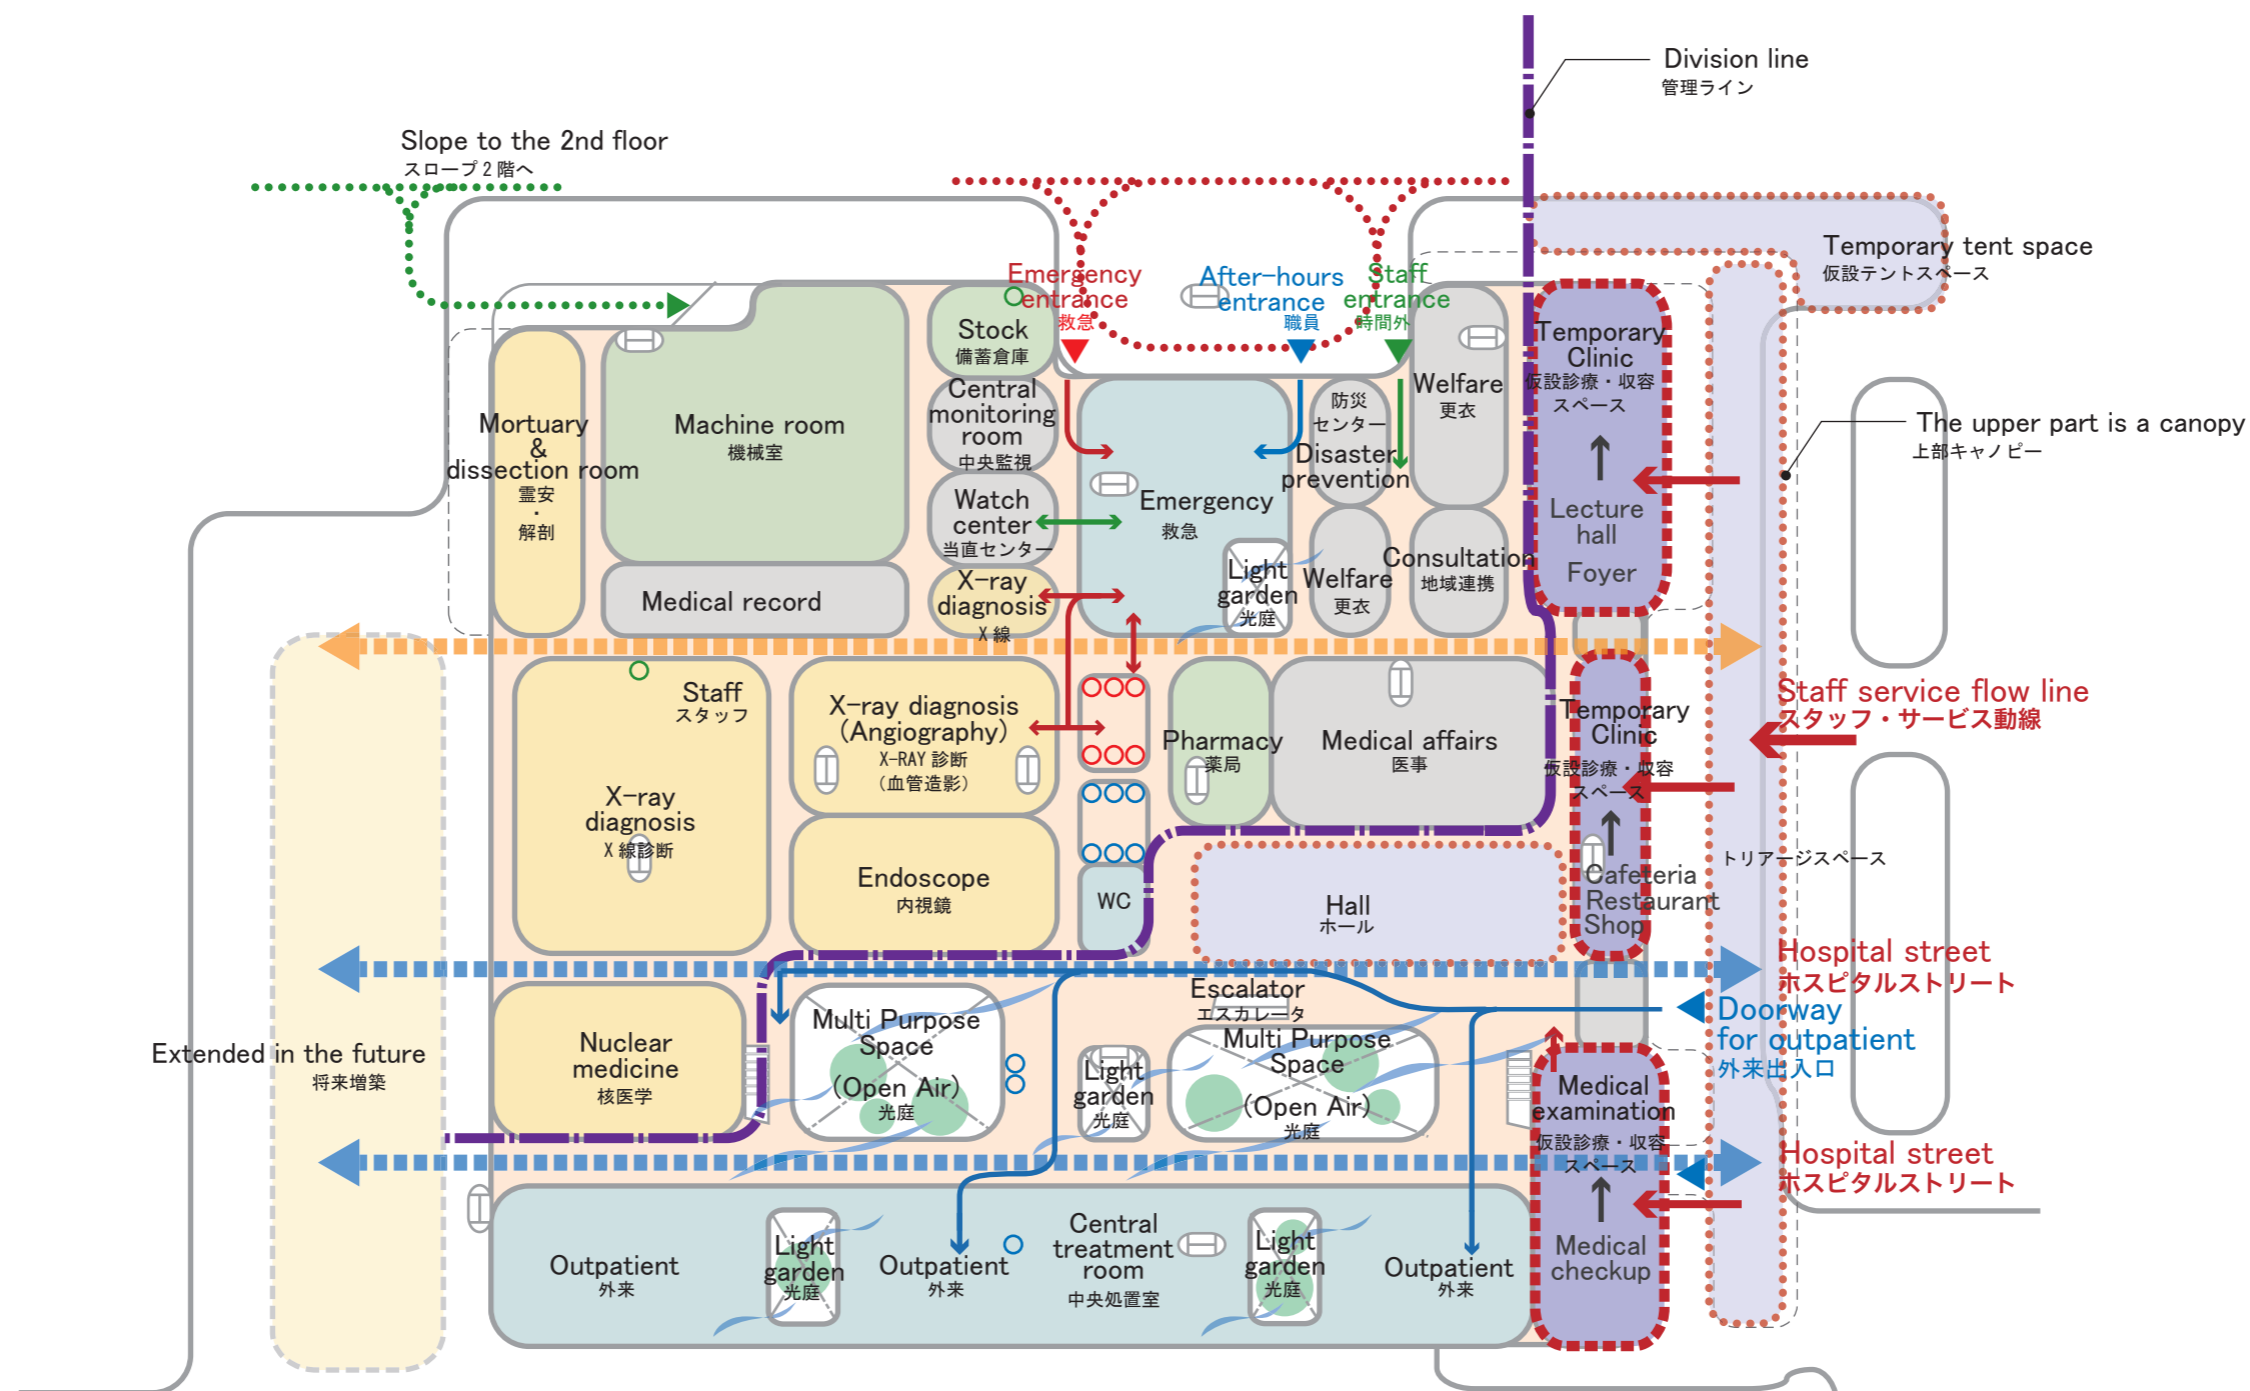 Division line
管理ライン
Slope to the 2nd floor
スロープ2階へ
Temporary tent space
仮設テントスペース
Emergency
entrance
救急
After-hours
entrance
職員
Staff
entrance
時間外
Stock
備蓄倉庫
Central
monitoring
room
中央監視
Watch
center
当直センター
X-ray
diagnosis
X線
Mortuary
&
dissection room
霊安
・
解剖
Machine room
機械室
Medical record
Emergency
救急
Light
garden
光庭
防災
センター
Disaster
prevention
Welfare
更衣
Welfare
更衣
Consultation
地域連携
Temporary
Clinic
仮設診療・収容
スペース
Lecture
hall
Foyer
The upper part is a canopy
上部キャノピー
Staff
スタッフ
X-ray
diagnosis
X線診断
X-ray diagnosis
(Angiography)
X-RAY 診断
(血管造影)
Endoscope
内視鏡
WC
Pharmacy
薬局
Medical affairs
医事
Hall
ホール
Temporary
Clinic
仮設診療・収容
スペース
Cafeteria
Restaurant
Shop
Staff service flow line
スタッフ・サービス動線
トリアージスペース
Hospital street
ホスピタルストリート
Doorway
for outpatient
外来出入口
Escalator
エスカレータ
Extended in the future
将来増築
Nuclear
medicine
核医学
Multi Purpose
Space
(Open Air)
光庭
Light
garden
光庭
Multi Purpose
Space
(Open Air)
光庭
Medical
examination
仮設診療・収容
スペース
Medical
checkup
Hospital street
ホスピタルストリート
Outpatient
外来
Light
garden
光庭
Outpatient
外来
Central
treatment
room
中央処置室
Light
garden
光庭
Outpatient
外来